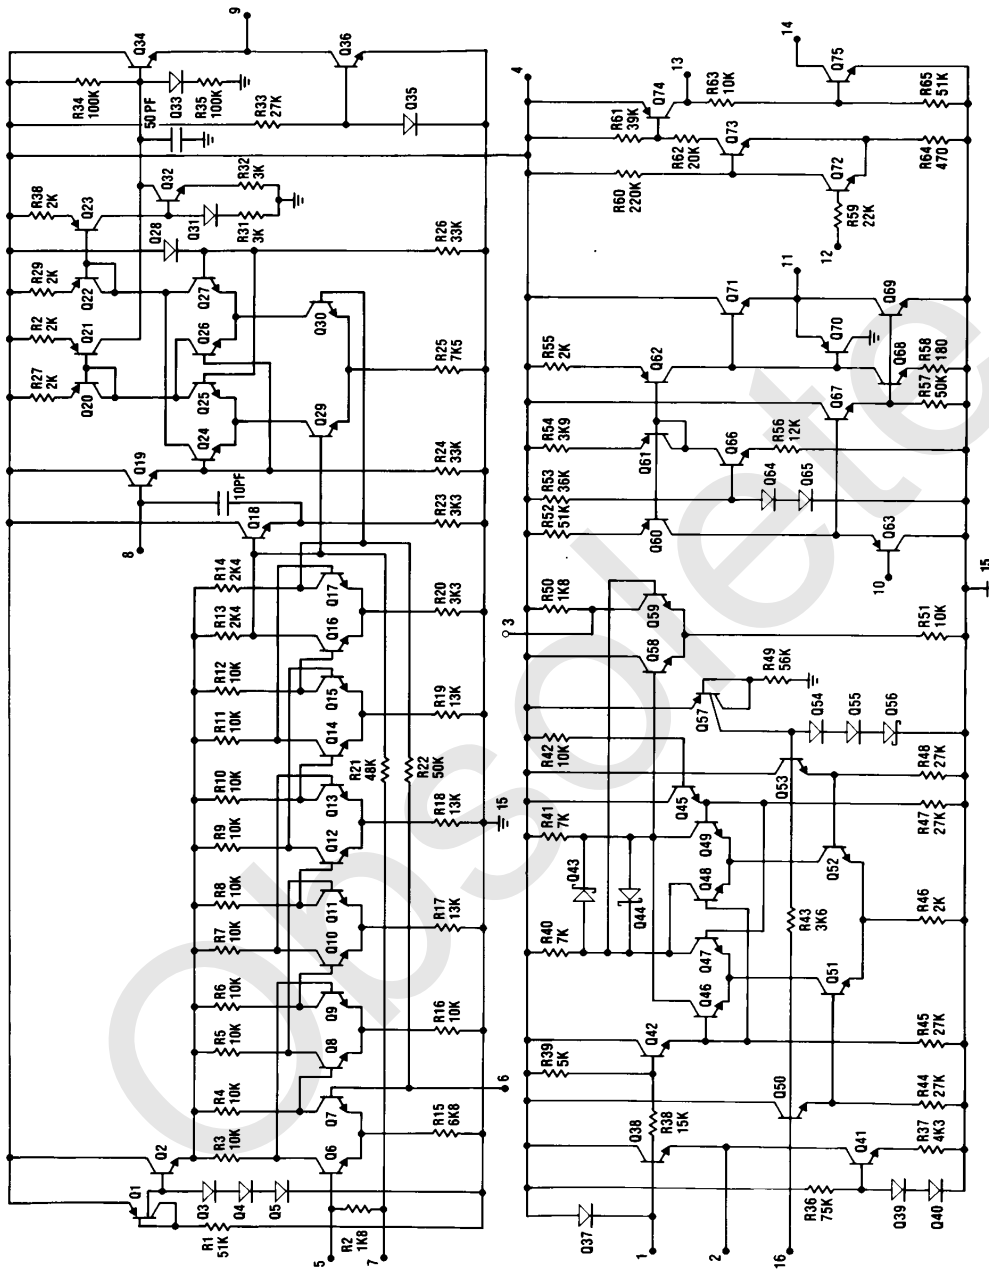 Q1
R1
51K
Q2
Q3
Q4
Q5
5
R2
1K8
7
R3
10K
Q6
R4
10K
Q7
R15
6K8
6
R5
10K
Q8
R6
10K
Q9
R16
10K
R7
10K
Q10
R8
10K
Q11
R17
13K
R9
10K
Q12
R10
10K
Q13
R18
13K
15
R11
10K
Q14
R12
10K
Q15
R19
13K
R21
48K
R22
50K
R13
2K4
Q16
R14
2K4
Q17
R20
3K3
8
10PF
Q18
R23
3K3
Q19
R24
33K
R27
2K
Q20
R2
2K
Q21
R29
2K
Q22
R38
2K
Q23
Q24
Q25
Q26
Q27
Q28
Q29
Q30
R25
7K5
R26
33K
Q31
R31
3K
Q32
R32
3K
50PF
R34
100K
Q33
R35
100K
R33
27K
Q34
Q35
Q36
9
1
2
16
Q37
R36
75K
Q38
R38
15K
Q39
Q40
Q41
R37
4K3
R39
5K
Q42
Q50
R44
27K
R45
27K
R40
7K
Q43
Q44
R41
7K
Q45
R42
10K
Q46
Q47
Q48
Q49
R43
3K6
Q51
Q52
R46
2K
R47
27K
Q53
R48
27K
Q54
Q55
Q56
Q57
R49
56K
3
R50
1K8
Q58
Q59
R51
10K
4
15
10
R52
51K
R53
36K
R54
3K9
R55
2K
Q60
Q61
Q62
Q63
Q64
Q65
Q66
R56
12K
Q67
R57
50K
Q68
R58
180
Q69
Q70
Q71
11
12
R59
22K
R60
220K
R61
39K
R62
20K
Q72
Q73
R64
470
Q74
13
R63
10K
Q75
R65
51K
14
Obsolete